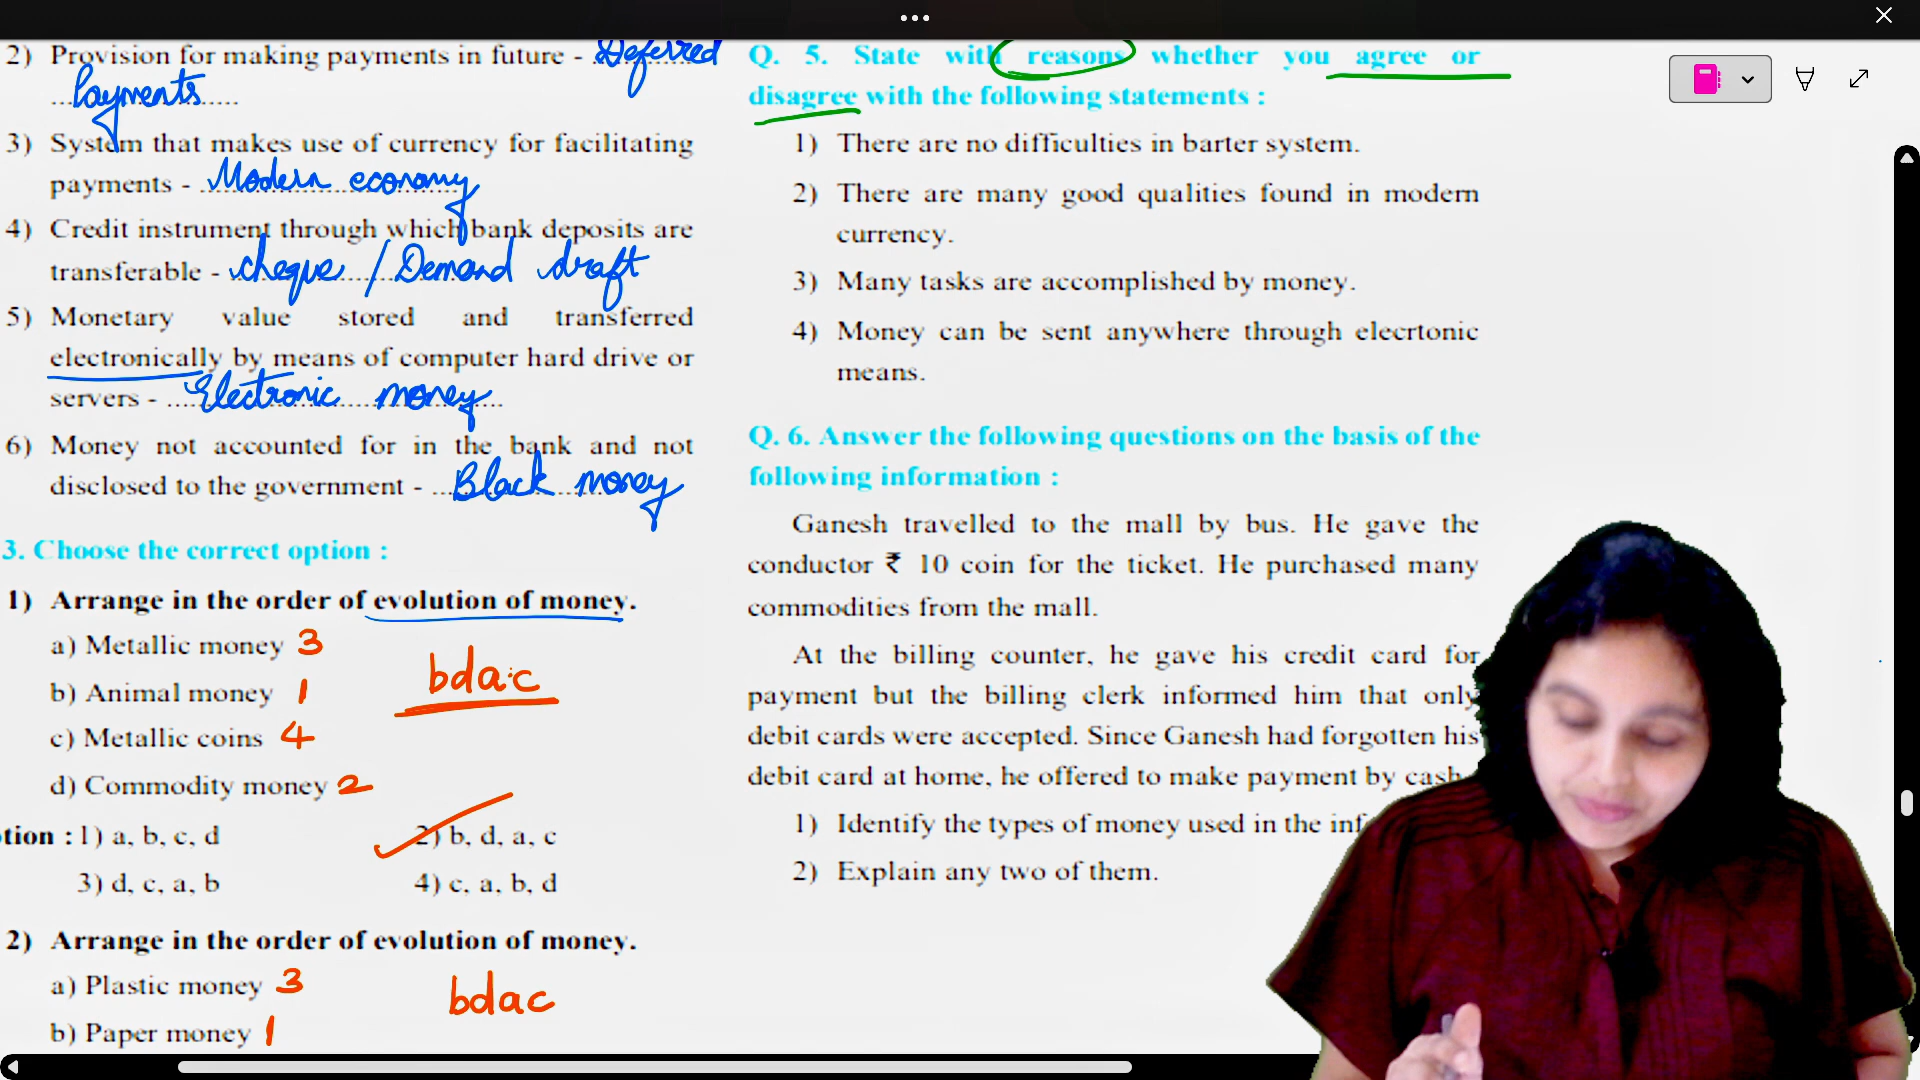 2) Provision for making payments in future - Deferred
Payments
3) System that makes use of currency for facilitating
payments - Modern economy
4) Credit instrument through which bank deposits are
transferable - cheque / Demand draft
5) Monetary value stored and transferred
electronically by means of computer hard drive or
servers - Electronic money
6) Money not accounted for in the bank and not
disclosed to the government - Black money
3. Choose the correct option :
1) Arrange in the order of evolution of money.
a) Metallic money 3
b) Animal money 1
bdac
c) Metallic coins 4
d) Commodity money 2
tion : 1) a, b, c, d 2) b, d, a, c
3) d, c, a, b 4) c, a, b, d
2) Arrange in the order of evolution of money.
a) Plastic money 3
bdac
b) Paper money 1
Q. 5. State with reasons whether you agree or
disagree with the following statements :
1) There are no difficulties in barter system.
2) There are many good qualities found in modern
currency.
3) Many tasks are accomplished by money.
4) Money can be sent anywhere through elecrtonic
means.
Q. 6. Answer the following questions on the basis of the
following information :
Ganesh travelled to the mall by bus. He gave the
conductor ₹ 10 coin for the ticket. He purchased many
commodities from the mall.
At the billing counter, he gave his credit card for
payment but the billing clerk informed him that only
debit cards were accepted. Since Ganesh had forgotten his
debit card at home, he offered to make payment by cash
1) Identify the types of money used in the
2) Explain any two of them.